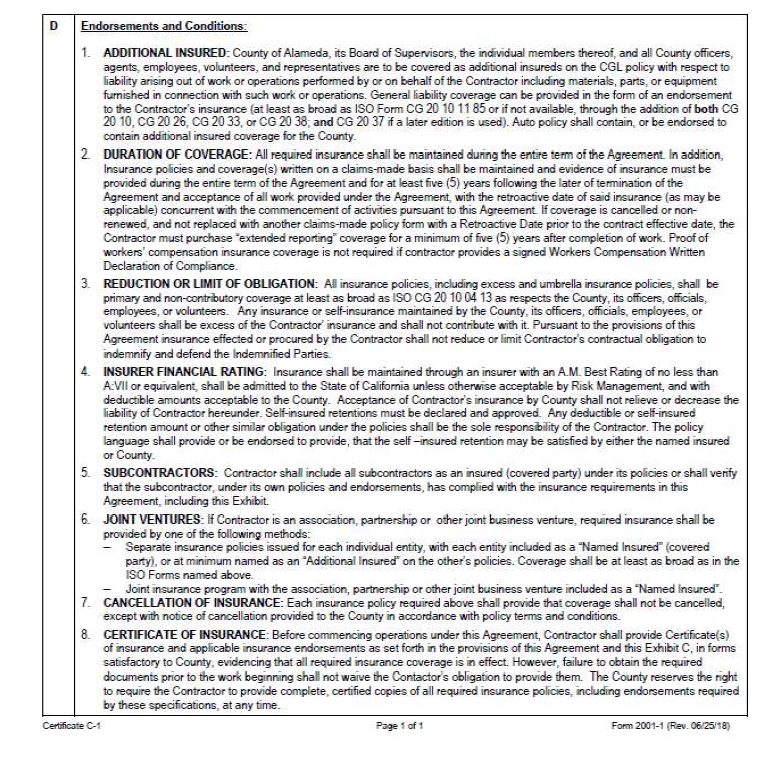 D Endorsements and Conditions:
1. ADDITIONAL INSURED: County of Alameda, its Board of Supervisors, the individual members thereof, and all County officers,
agents, employees, volunteers, and representatives are to be covered as additional insureds on the CGL policy with respect to
liability arising out of work or operations performed by or on behalf of the Contractor including materials, parts, or equipment
furnished in connection with such work or operations. General liability coverage can be provided in the form of an endorsement
to the Contractor's insurance (at least as broad as ISO Form CG 20 10 11 85 or if not available, through the addition of both CG
20 10, CG 20 26, CG 20 33, or CG 20 38; and CG 20 37 if a later edition is used). Auto policy shall contain, or be endorsed to
contain additional insured coverage for the County.
2. DURATION OF COVERAGE: All required insurance shall be maintained during the entire term of the Agreement. In addition,
Insurance policies and coverage(s) written on a claims-made basis shall be maintained and evidence of insurance must be
provided during the entire term of the Agreement and for at least five (5) years following the later of termination of the
Agreement and acceptance of all work provided under the Agreement, with the retroactive date of said insurance (as may be
applicable) concurrent with the commencement of activities pursuant to this Agreement. If coverage is cancelled or non-
renewed, and not replaced with another claims-made policy form with a Retroactive Date prior to the contract effective date, the
Contractor must purchase "extended reporting" coverage for a minimum of five (5) years after completion of work. Proof of
workers' compensation insurance coverage is not required if contractor provides a signed Workers Compensation Written
Declaration of Compliance.
3. REDUCTION OR LIMIT OF OBLIGATION: All insurance policies, including excess and umbrella insurance policies, shall be
primary and non-contributory coverage at least as broad as ISO CG 20 10 04 13 as respects the County, its officers, officials,
employees, or volunteers. Any insurance or self-insurance maintained by the County, its officers, officials, employees, or
volunteers shall be excess of the Contractor' insurance and shall not contribute with it. Pursuant to the provisions of this
Agreement insurance effected or procured by the Contractor shall not reduce or limit Contractor's contractual obligation to
indemnify and defend the Indemnified Parties.
4. INSURER FINANCIAL RATING: Insurance shall be maintained through an insurer with an A.M. Best Rating of no less than
A:VII or equivalent, shall be admitted to the State of California unless otherwise acceptable by Risk Management, and with
deductible amounts acceptable to the County. Acceptance of Contractor's insurance by County shall not relieve or decrease the
liability of Contractor hereunder. Self-insured retentions must be declared and approved. Any deductible or self-insured
retention amount or other similar obligation under the policies shall be the sole responsibility of the Contractor. The policy
language shall provide or be endorsed to provide, that the self –insured retention may be satisfied by either the named insured
or County.
5. SUBCONTRACTORS: Contractor shall include all subcontractors as an insured (covered party) under its policies or shall verify
that the subcontractor, under its own policies and endorsements, has complied with the insurance requirements in this
Agreement, including this Exhibit.
6. JOINT VENTURES: If Contractor is an association, partnership or other joint business venture, required insurance shall be
provided by one of the following methods:
– Separate insurance policies issued for each individual entity, with each entity included as a "Named Insured" (covered
party), or at minimum named as an "Additional Insured" on the other's policies. Coverage shall be at least as broad as in the
ISO Forms named above.
– Joint insurance program with the association, partnership or other joint business venture included as a "Named Insured".
7. CANCELLATION OF INSURANCE: Each insurance policy required above shall provide that coverage shall not be cancelled,
except with notice of cancellation provided to the County in accordance with policy terms and conditions.
8. CERTIFICATE OF INSURANCE: Before commencing operations under this Agreement, Contractor shall provide Certificate(s)
of insurance and applicable insurance endorsements as set forth in the provisions of this Agreement and this Exhibit C, in forms
satisfactory to County, evidencing that all required insurance coverage is in effect. However, failure to obtain the required
documents prior to the work beginning shall not waive the Contactor's obligation to provide them. The County reserves the right
to require the Contractor to provide complete, certified copies of all required insurance policies, including endorsements required
by these specifications, at any time.
Certificate C-1 Page 1 of 1 Form 2001-1 (Rev. 06/25/18)